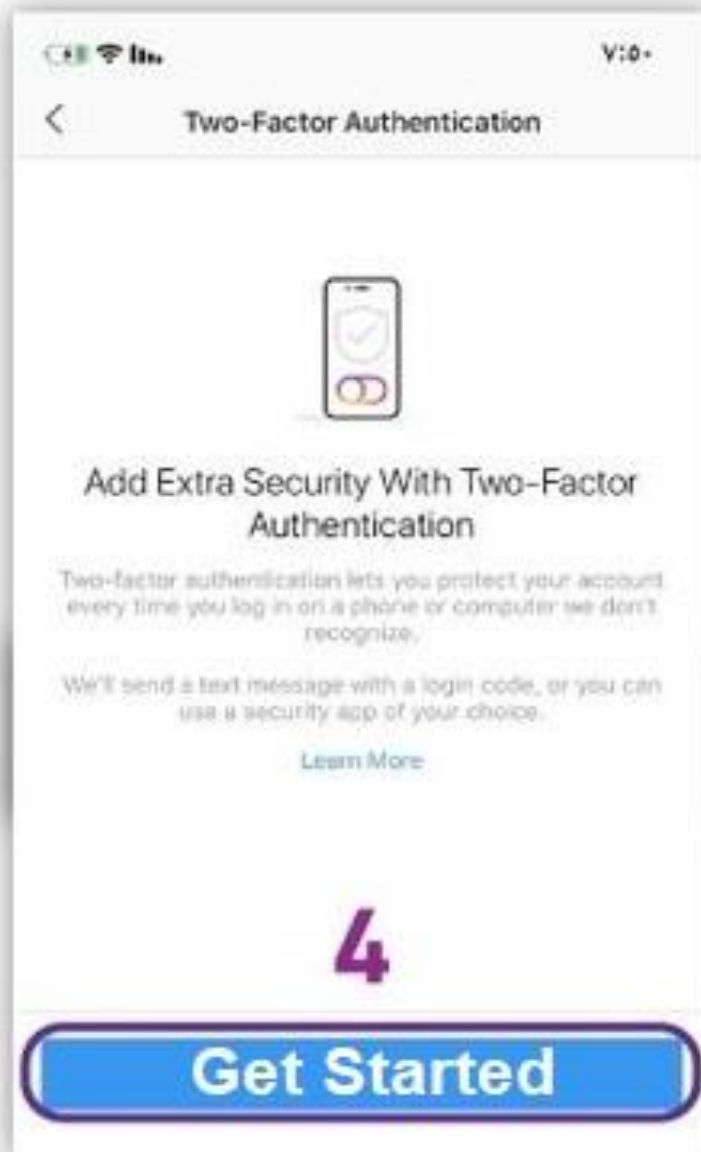 ٧:٥٠
Two-Factor Authentication
Add Extra Security With Two-Factor
Authentication
Two-factor authentication lets you protect your account
every time you log in on a phone or computer we don't
recognize.
We'll send a text message with a login code, or you can
use a security app of your choice.
Learn More
4
Get Started